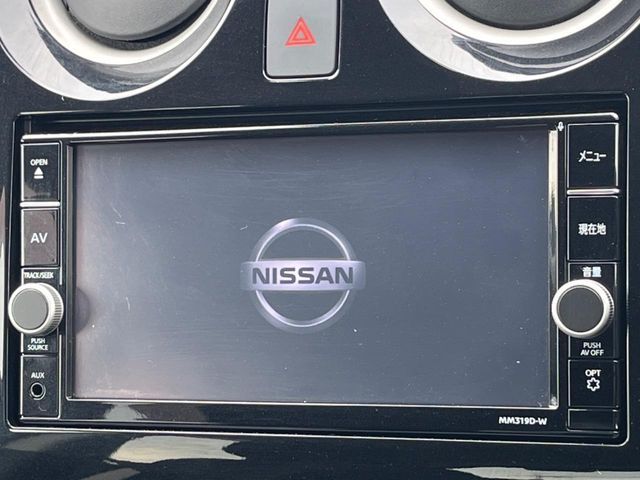 OPEN
AV
TRACK/SEEK
PUSH
SOURCE
AUX
NISSAN
メニュー
現在地
音量
PUSH
AV OFF
OPT
MM319D-W